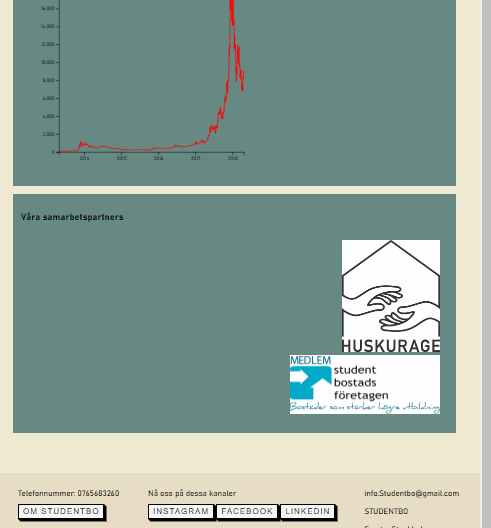 16,000
14,000
12,000
10,000
8,000
6,000
4,000
2,000
0
2014 2015 2016 2017 2018
Våra samarbetspartners
HUSKURAGE
MEDLEM
student
bostads
företagen
Bostäder som stärker högre utbildning
Telefonnummer: 0765683260 Nå oss på dessa kanaler info.Studentbo@gmail.com
OM STUDENTBO INSTAGRAM FACEBOOK LINKEDIN STUDENTBO